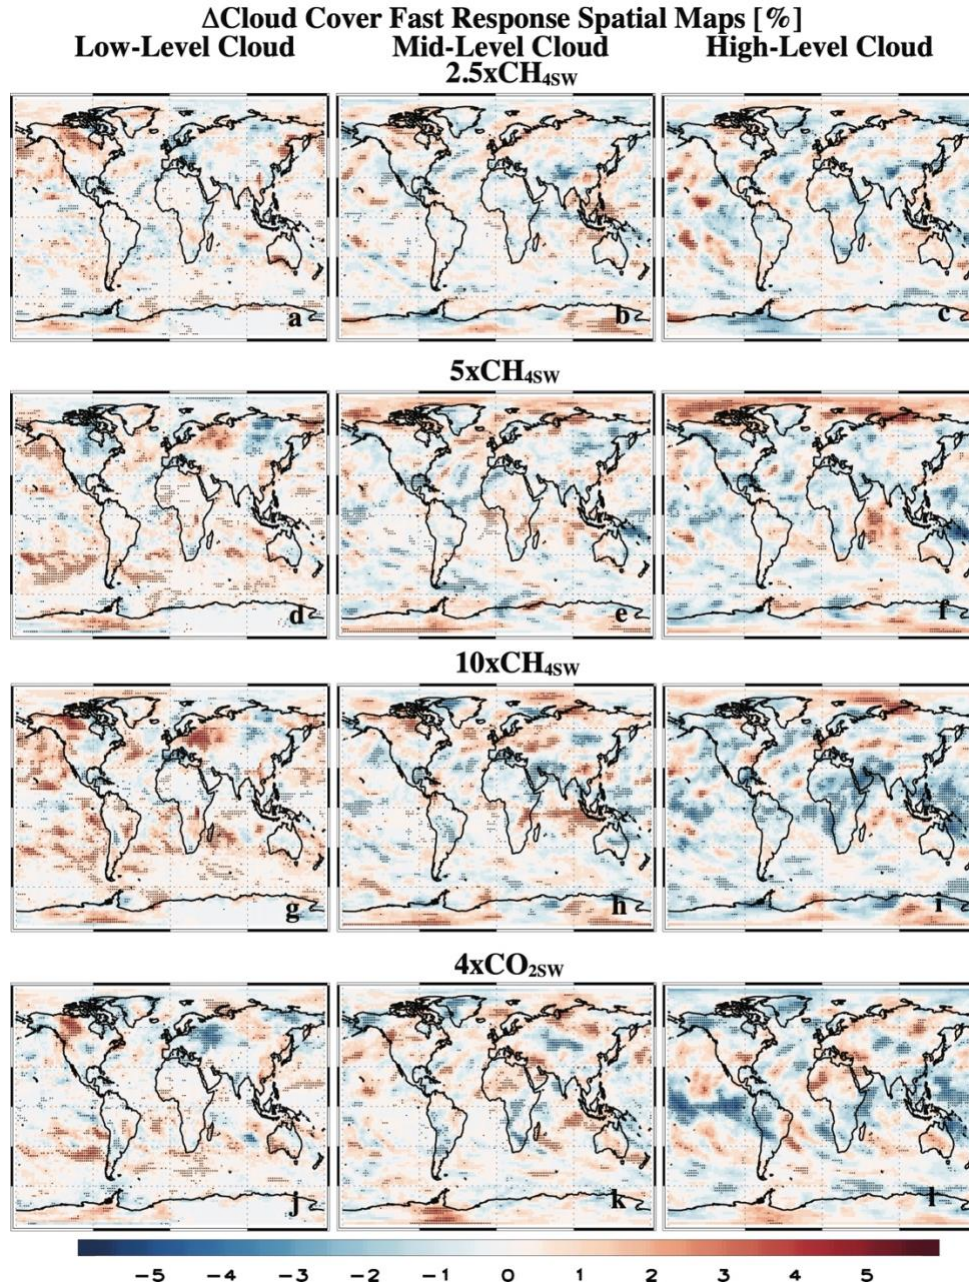 ΔCloud Cover Fast Response Spatial Maps [%]
Low-Level Cloud Mid-Level Cloud High-Level Cloud
2.5xCH4SW
a b c
5xCH4SW
d e f
10xCH4SW
g h i
4xCO2SW
j k l
-5 -4 -3 -2 -1 0 1 2 3 4 5